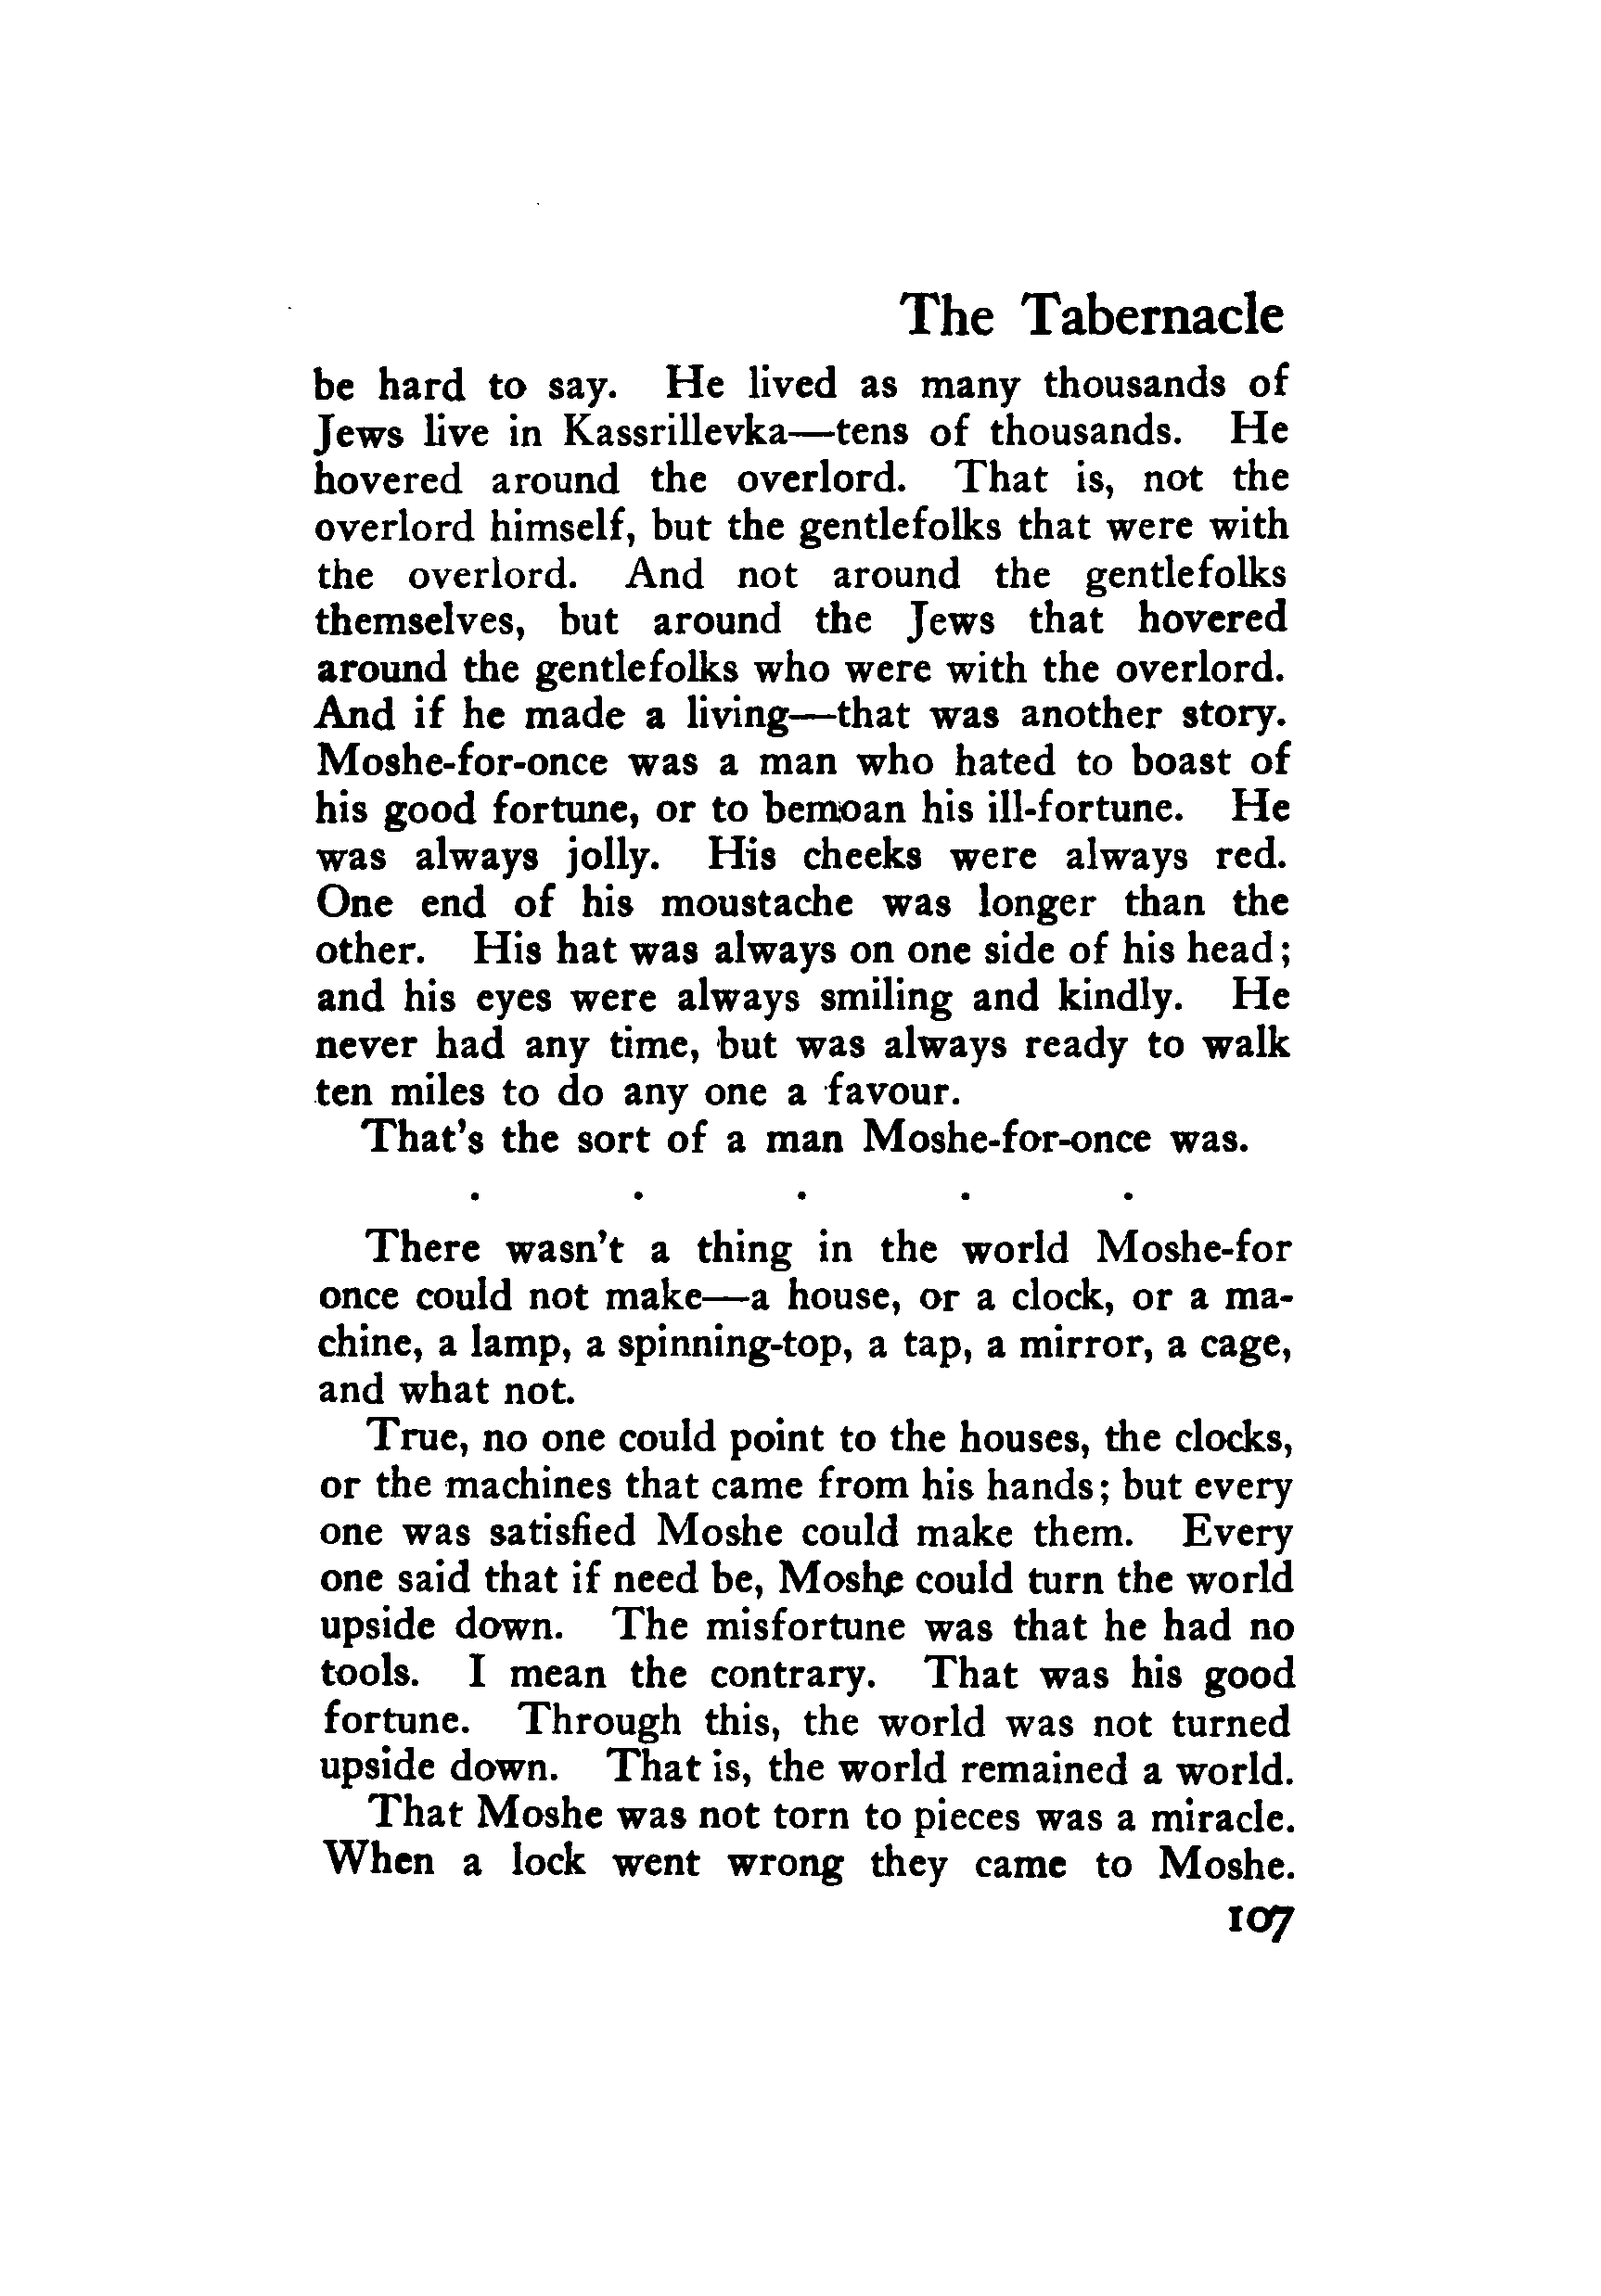 The Tabernacle
be hard to say. He lived as many thousands of
Jews live in Kassrillevka—tens of thousands. He
hovered around the overlord. That is, not the
overlord himself, but the gentlefolks that were with
the overlord. And not around the gentlefolks
themselves, but around the Jews that hovered
around the gentlefolks who were with the overlord.
And if he made a living—that was another story.
Moshe-for-once was a man who hated to boast of
his good fortune, or to bemoan his ill-fortune. He
was always jolly. His cheeks were always red.
One end of his moustache was longer than the
other. His hat was always on one side of his head;
and his eyes were always smiling and kindly. He
never had any time, but was always ready to walk
ten miles to do any one a favour.
That's the sort of a man Moshe-for-once was.
. . . . .
There wasn't a thing in the world Moshe-for
once could not make—a house, or a clock, or a ma-
chine, a lamp, a spinning-top, a tap, a mirror, a cage,
and what not.
True, no one could point to the houses, the clocks,
or the machines that came from his hands; but every
one was satisfied Moshe could make them. Every
one said that if need be, Moshe could turn the world
upside down. The misfortune was that he had no
tools. I mean the contrary. That was his good
fortune. Through this, the world was not turned
upside down. That is, the world remained a world.
That Moshe was not torn to pieces was a miracle.
When a lock went wrong they came to Moshe.
107